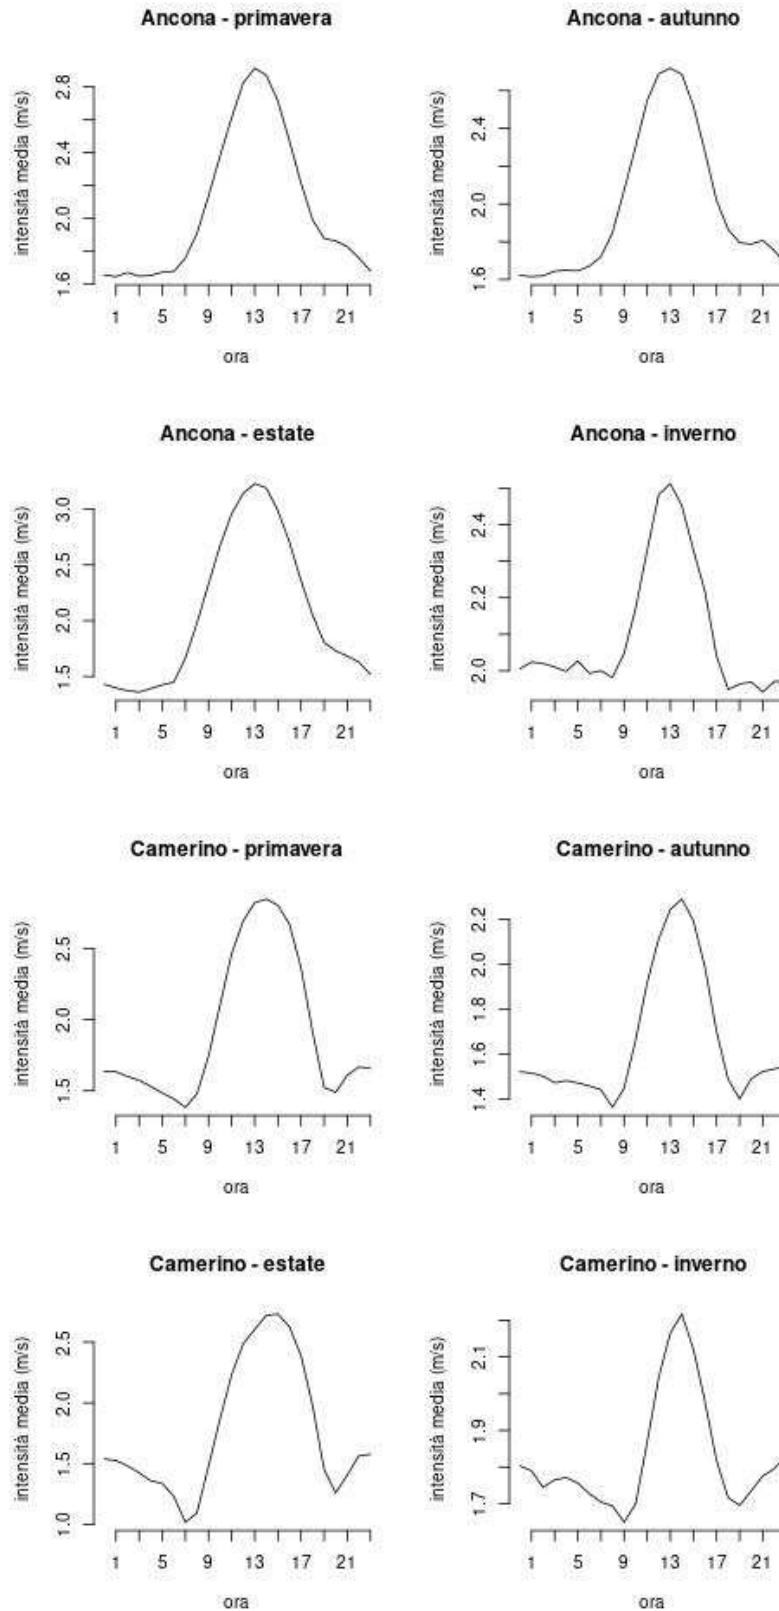 Ancona - primavera
intensità media (m/s)
2.8
2.4
2.0
1.6
1 5 9 13 17 21
ora
Ancona - autunno
intensità media (m/s)
2.4
2.0
1.6
1 5 9 13 17 21
ora
Ancona - estate
intensità media (m/s)
3.0
2.5
2.0
1.5
1 5 9 13 17 21
ora
Ancona - inverno
intensità media (m/s)
2.4
2.2
2.0
1 5 9 13 17 21
ora
Camerino - primavera
intensità media (m/s)
2.5
2.0
1.5
1 5 9 13 17 21
ora
Camerino - autunno
intensità media (m/s)
2.2
2.0
1.8
1.6
1.4
1 5 9 13 17 21
ora
Camerino - estate
intensità media (m/s)
2.5
2.0
1.5
1.0
1 5 9 13 17 21
ora
Camerino - inverno
intensità media (m/s)
2.1
1.9
1.7
1 5 9 13 17 21
ora